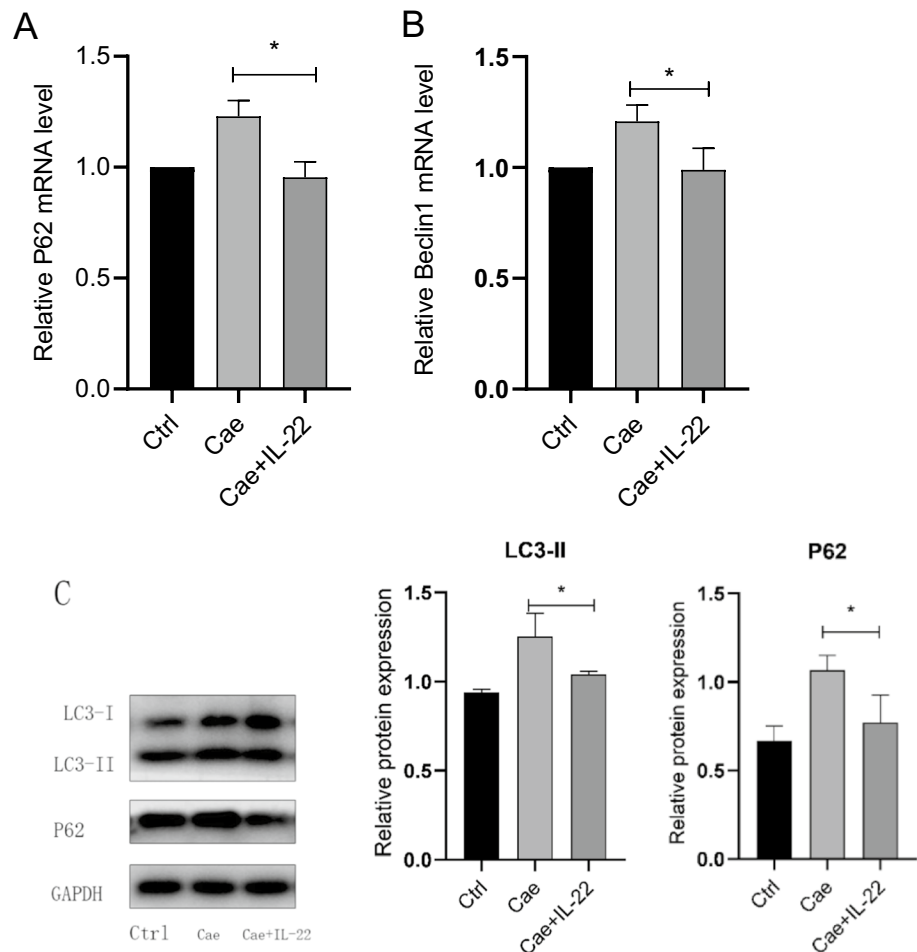 A
Relative P62 mRNA level
1.5
1.0
0.5
0.0
*
Ctrl
Cae
Cae+IL-22
B
Relative Beclin1 mRNA level
1.5
1.0
0.5
0.0
*
Ctrl
Cae
Cae+IL-22
C
LC3-I
LC3-II
P62
GAPDH
Ctrl Cae Cae+IL-22
LC3-II
Relative protein expression
1.5
1.0
0.5
0.0
*
Ctrl
Cae
Cae+IL-22
P62
Relative protein expression
1.5
1.0
0.5
0.0
*
Ctrl
Cae
Cae+IL-22